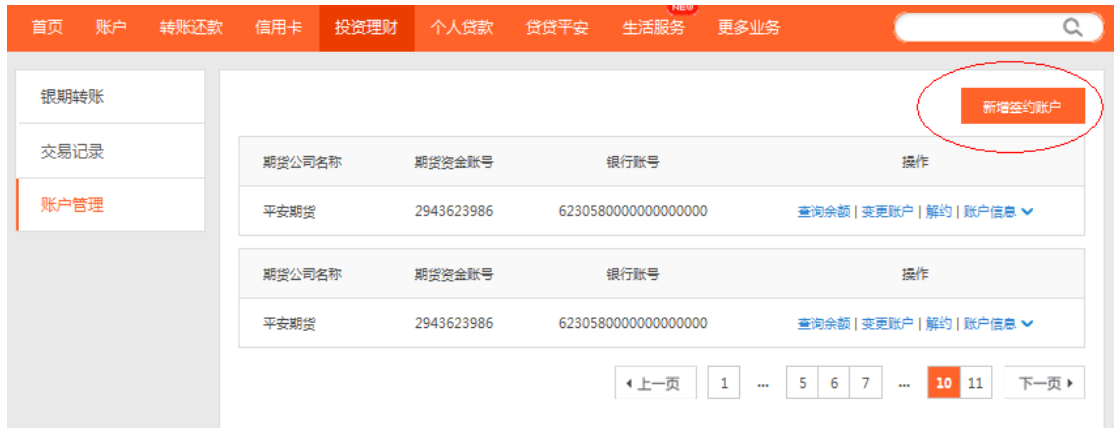 NEW
首页 账户 转账还款 信用卡 投资理财 个人贷款 贷贷平安 生活服务 更多业务
银期转账
新增签约账户
交易记录
期货公司名称 期货资金账号 银行账号 操作
账户管理
平安期货 2943623986 6230580000000000000 查询余额 | 变更账户 | 解约 | 账户信息
期货公司名称 期货资金账号 银行账号 操作
平安期货 2943623986 6230580000000000000 查询余额 | 变更账户 | 解约 | 账户信息
上一页 1 ... 5 6 7 ... 10 11 下一页